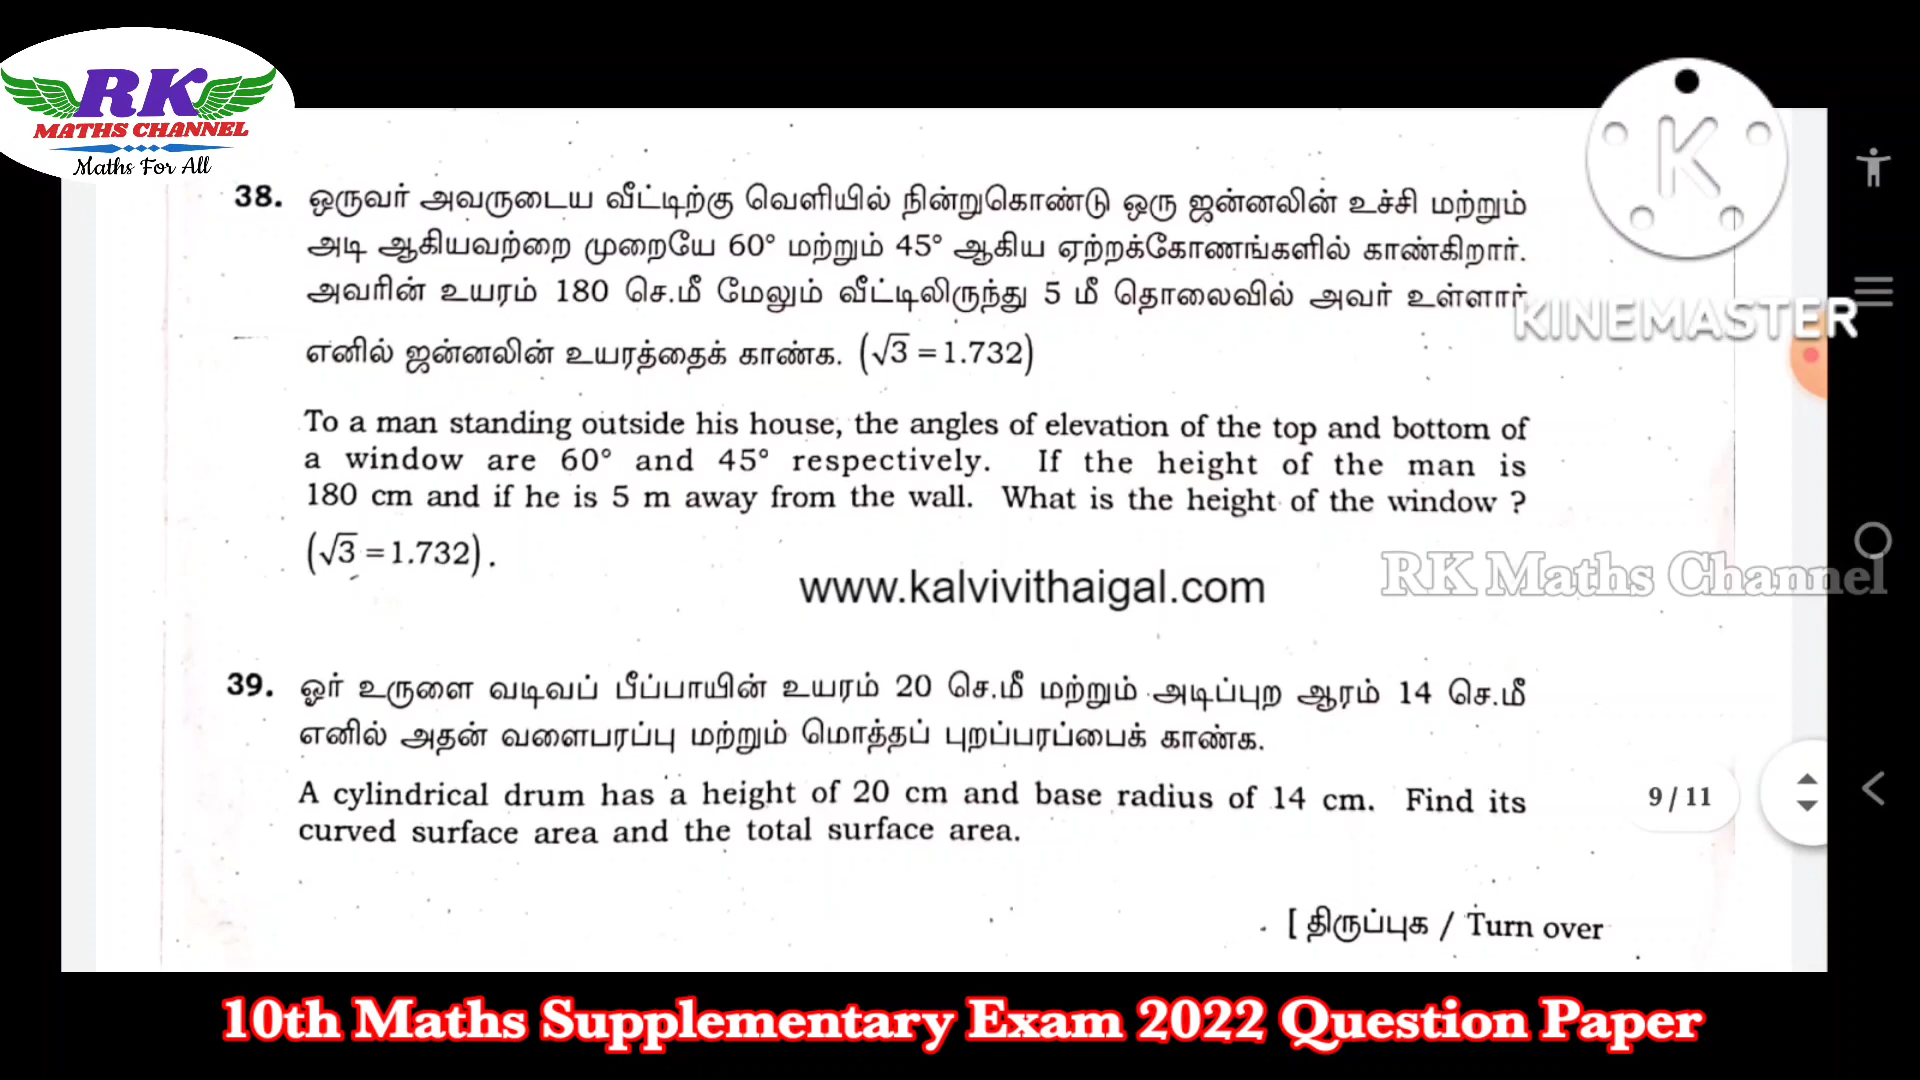 RK
MATHS CHANNEL
Maths For All
K
38. ஒருவர் அவருடைய வீட்டிற்கு வெளியில் நின்றுகொண்டு ஒரு ஜன்னலின் உச்சி மற்றும்
அடி ஆகியவற்றை முறையே 60° மற்றும் 45° ஆகிய ஏற்றக்கோணங்களில் காண்கிறார்.
அவரின் உயரம் 180 செ.மீ மேலும் வீட்டிலிருந்து 5 மீ தொலைவில் அவர் உள்ளார்
KINEMASTER
எனில் ஜன்னலின் உயரத்தைக் காண்க. (√3 = 1.732)
To a man standing outside his house, the angles of elevation of the top and bottom of
a window are 60° and 45° respectively. If the height of the man is
180 cm and if he is 5 m away from the wall. What is the height of the window ?
(√3 = 1.732).
www.kalvivithaigal.com
RK Maths Channel
39. ஓர் உருளை வடிவப் பீப்பாயின் உயரம் 20 செ.மீ மற்றும் அடிப்புற ஆரம் 14 செ.மீ
எனில் அதன் வளைபரப்பு மற்றும் மொத்தப் புறப்பரப்பைக் காண்க.
A cylindrical drum has a height of 20 cm and base radius of 14 cm. Find its
curved surface area and the total surface area.
9 / 11
[ திருப்புக / Turn over
10th Maths Supplementary Exam 2022 Question Paper